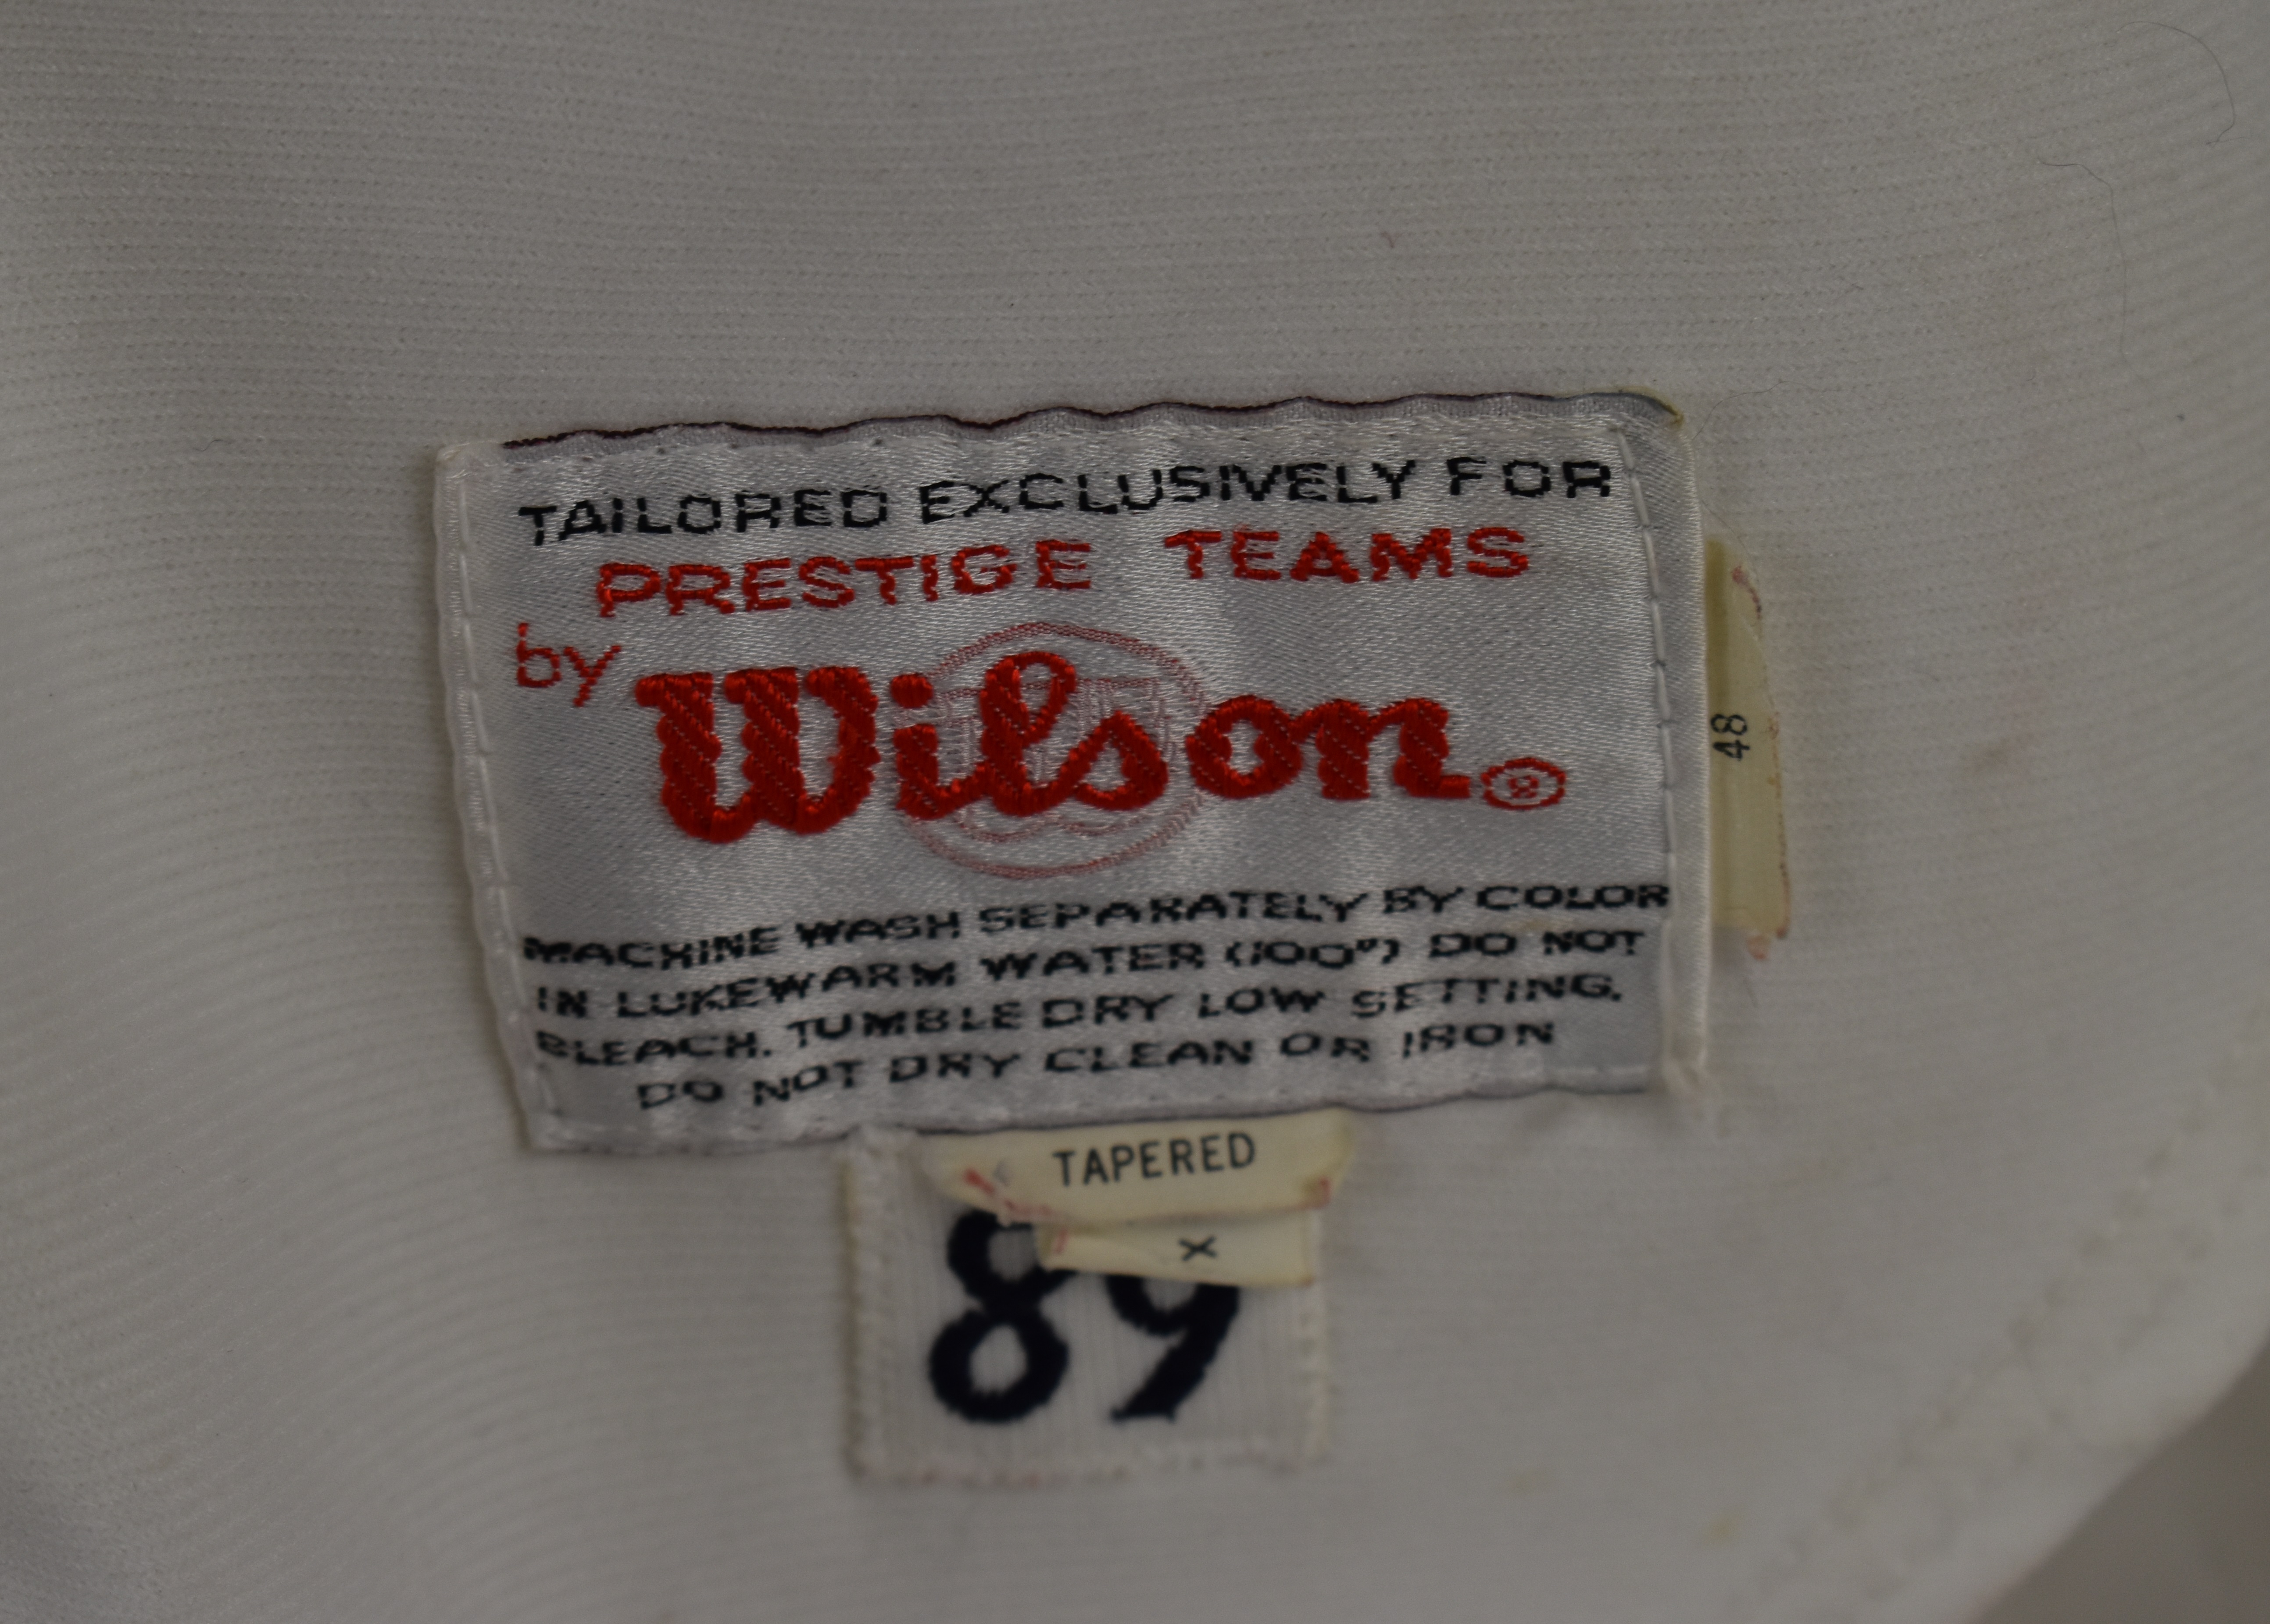 TAILORED EXCLUSIVELY FOR
PRESTIGE TEAMS
by Wilson®
48
MACHINE WASH SEPARATELY BY COLOR
IN LUKEWARM WATER (100°) DO NOT
BLEACH. TUMBLE DRY LOW SETTING.
DO NOT DRY CLEAN OR IRON
TAPERED
X
89